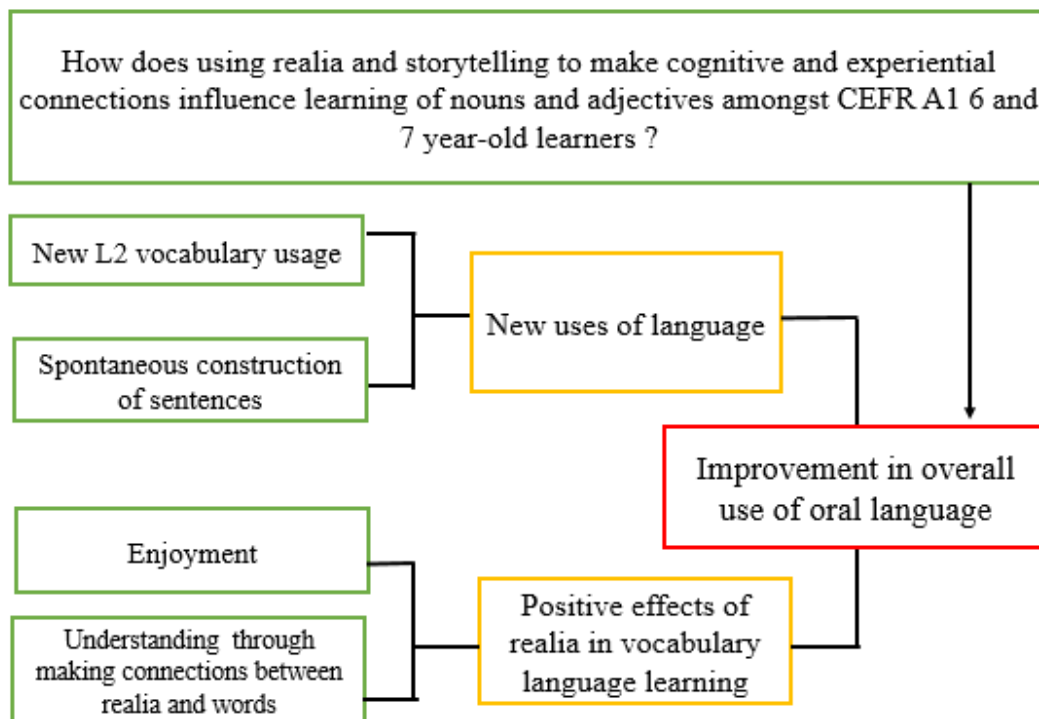 How does using realia and storytelling to make cognitive and experiential
connections influence learning of nouns and adjectives amongst CEFR A1 6 and
7 year-old learners ?
New L2 vocabulary usage
New uses of language
Spontaneous construction
of sentences
Improvement in overall
use of oral language
Enjoyment
Positive effects of
realia in vocabulary
language learning
Understanding through
making connections between
realia and words